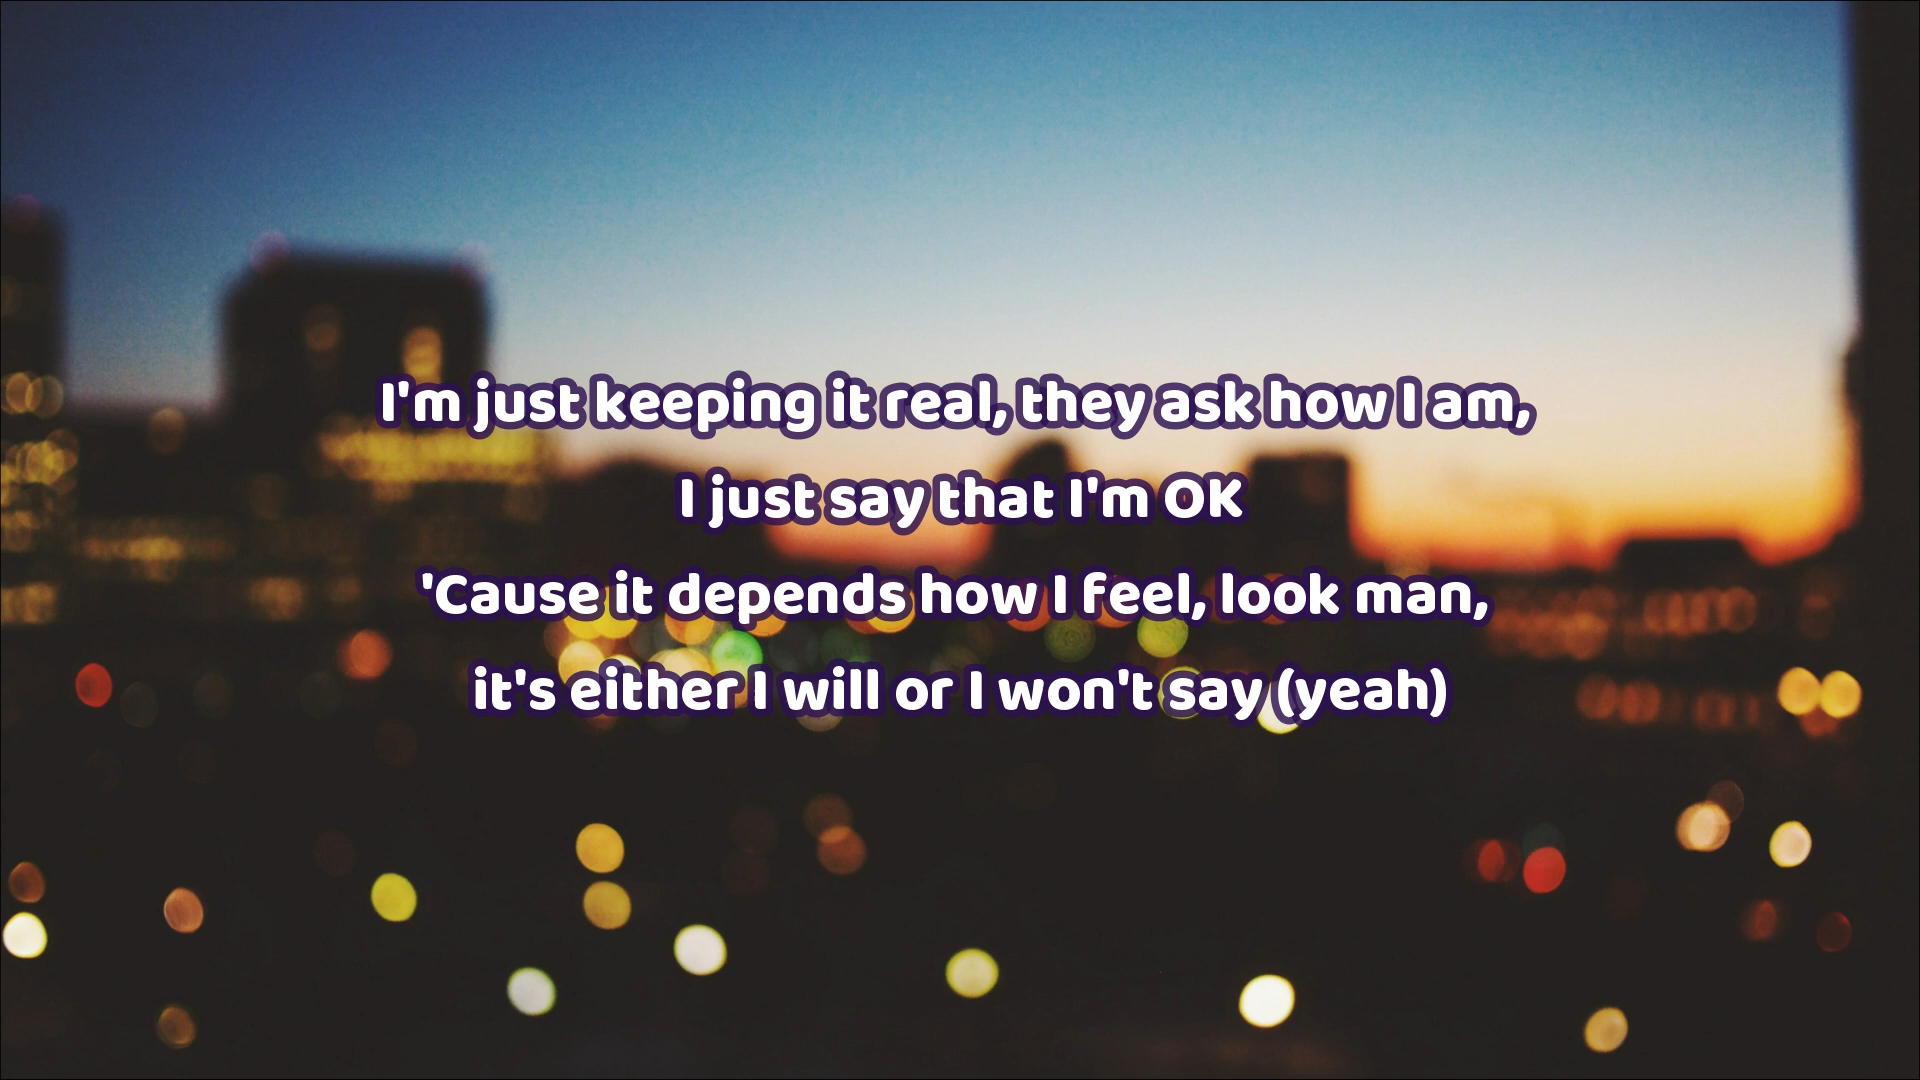 I'm just keeping it real, they ask how I am,
I just say that I'm OK
'Cause it depends how I feel, look man,
it's either I will or I won't say (yeah)